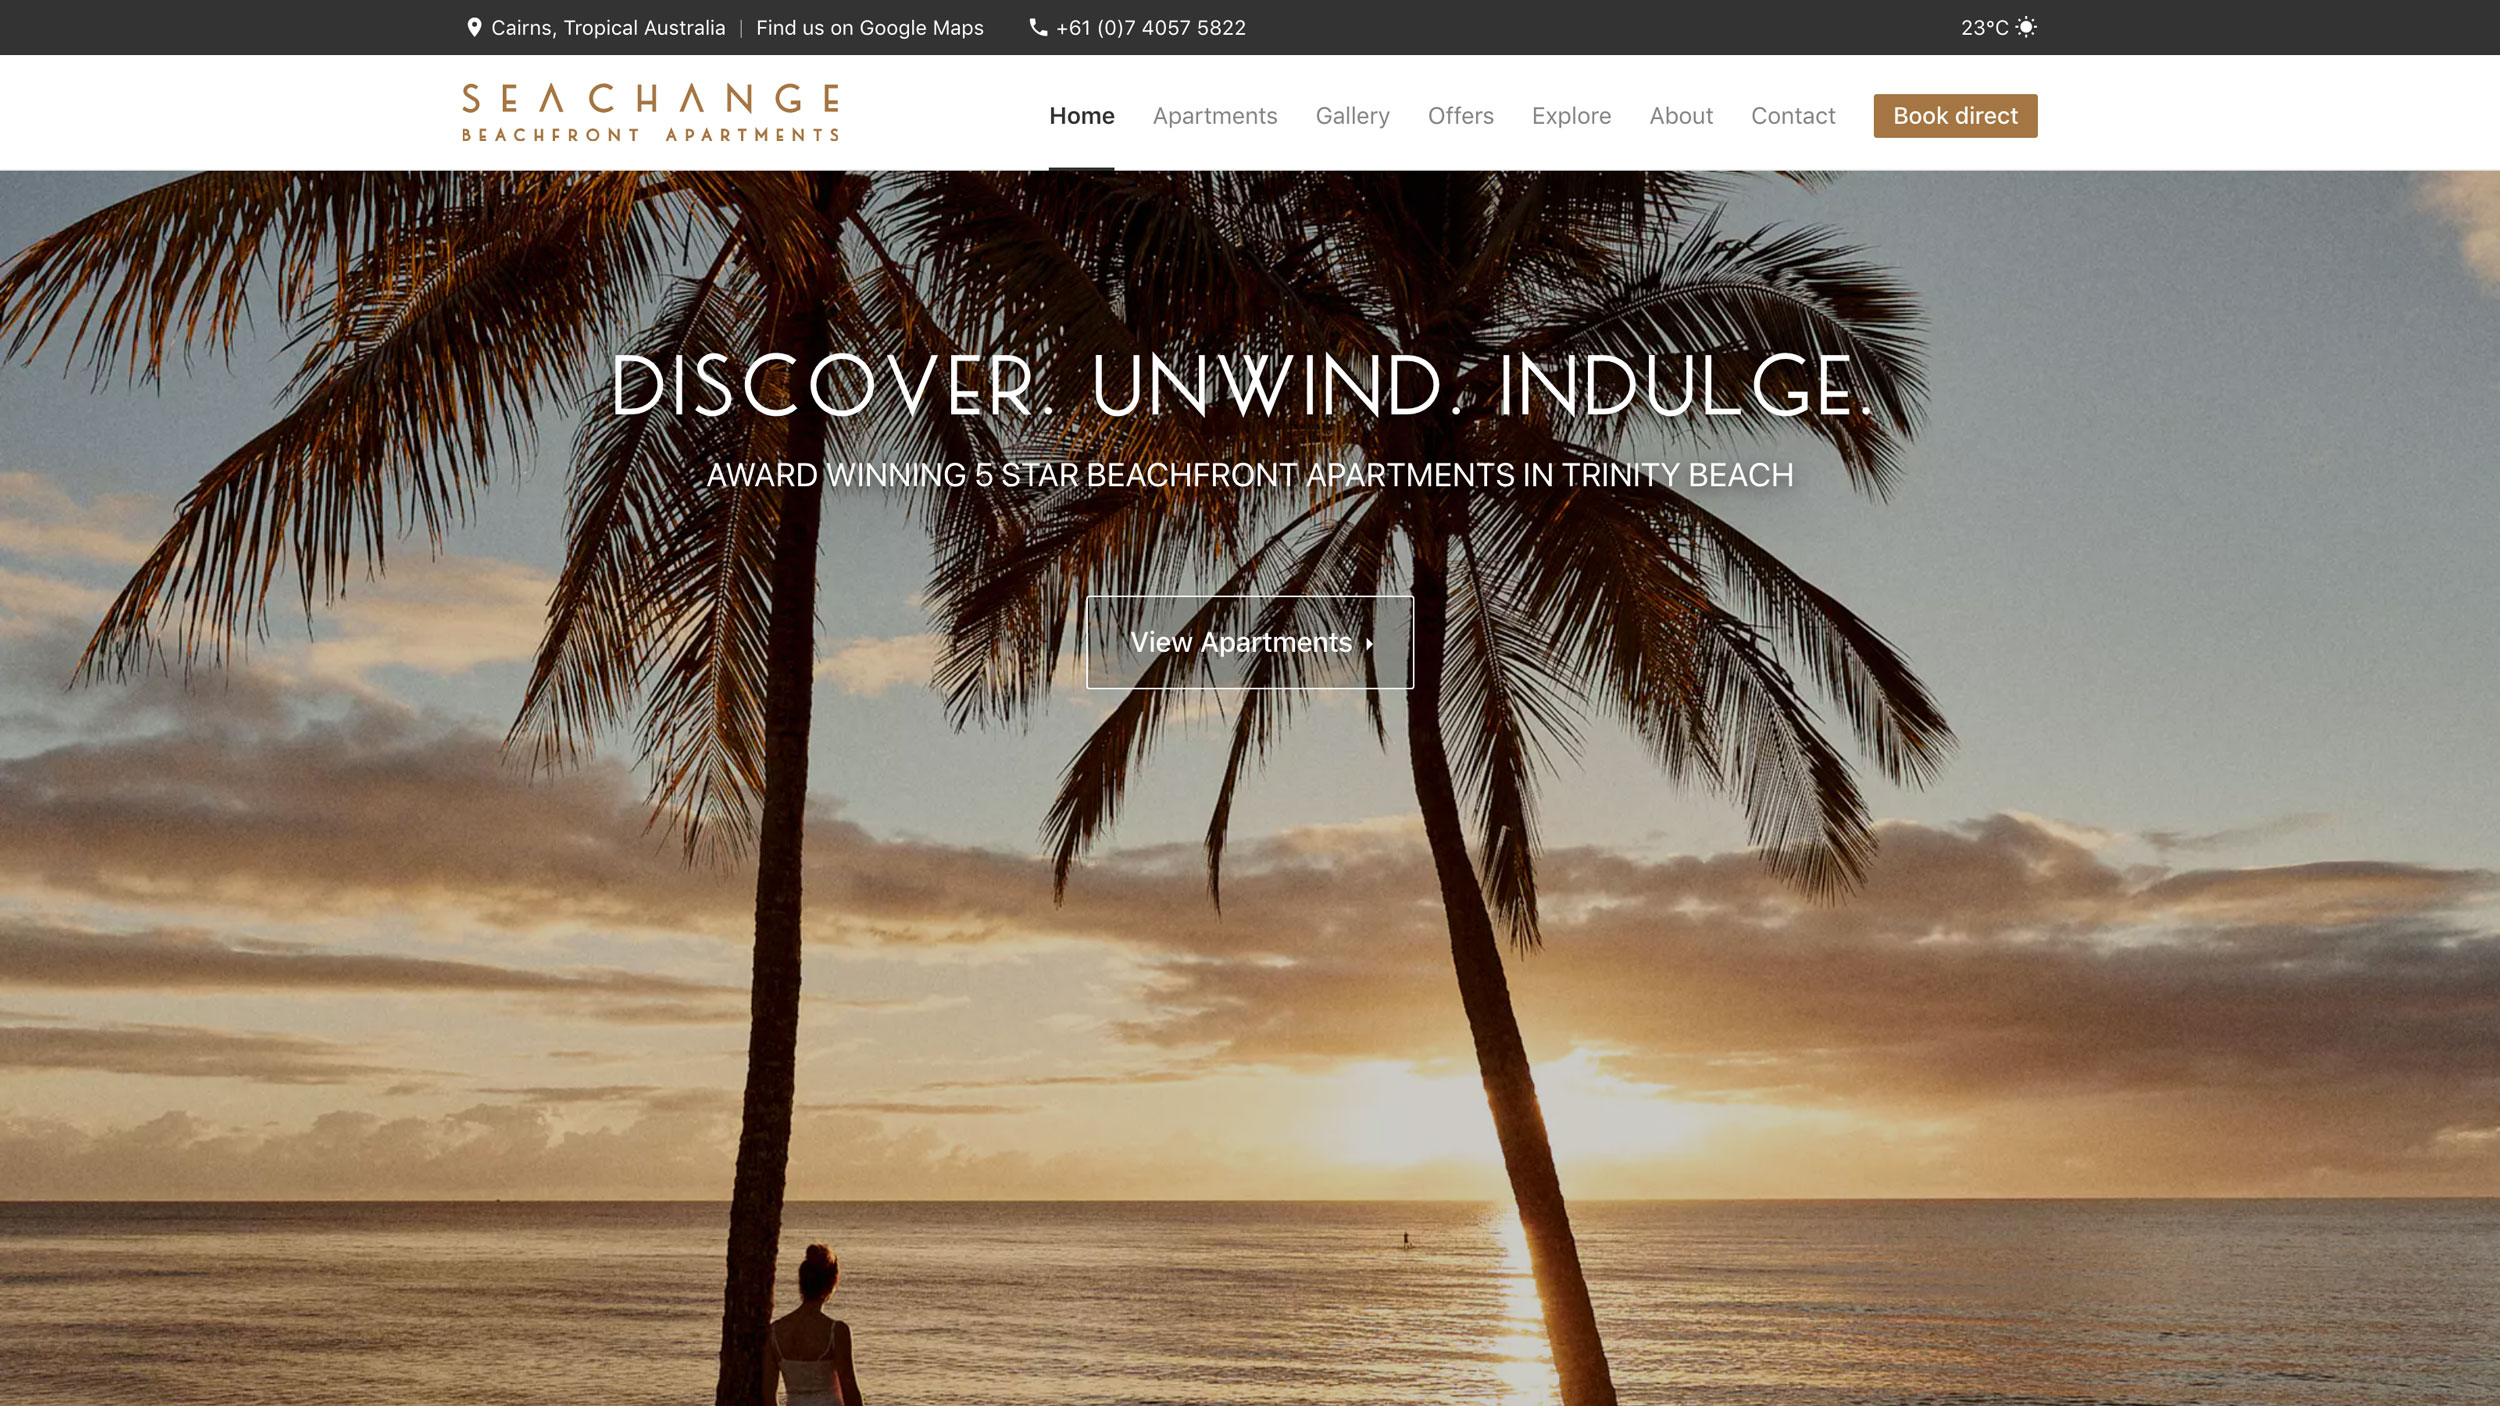 Cairns, Tropical Australia | Find us on Google Maps +61 (0)7 4057 5822 23°C
SEACHANGE
BEACHFRONT APARTMENTS
Home Apartments Gallery Offers Explore About Contact Book direct
DISCOVER. UNWIND. INDULGE.
AWARD WINNING 5 STAR BEACHFRONT APARTMENTS IN TRINITY BEACH
View Apartments